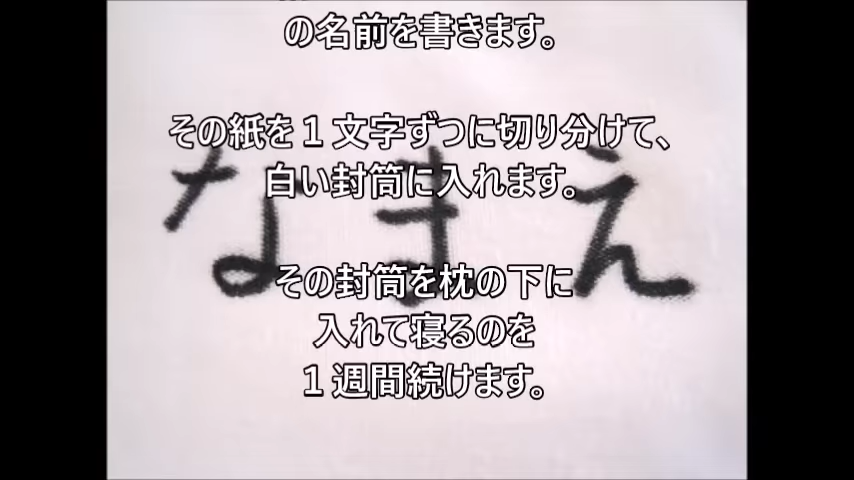 の名前を書きます。
その紙を1文字ずつに切り分けて、
白い封筒に入れます。
なまえ
その封筒を枕の下に
入れて寝るのを
1週間続けます。